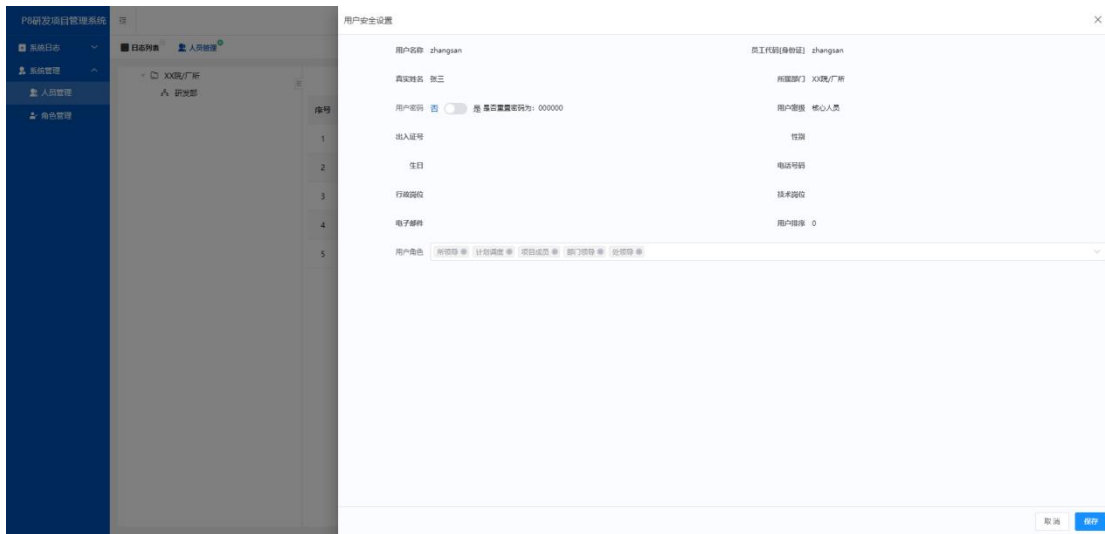 P8研发项目管理系统
系统日志
系统管理
人员管理
角色管理
日志列表 人员管理
XX院/厂所
研发部
序号
1
2
3
4
5
用户安全设置
用户名称 zhangsan 员工代码[身份证] zhangsan
真实姓名 张三 所属部门 XX院/厂所
用户密码 否 是 是否重置密码为：000000 用户密级 核心人员
出入证号 性别
生日 电话号码
行政岗位 技术岗位
电子邮件 用户排序 0
用户角色 所领导 计划调度 项目成员 部门领导 处领导
取消 保存